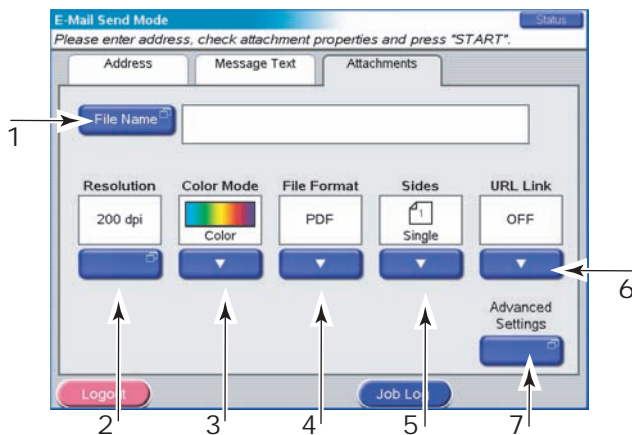 E-Mail Send Mode Status
Please enter address, check attachment properties and press "START".
Address Message Text Attachments
1 File Name
Resolution Color Mode File Format Sides URL Link
200 dpi Color PDF 1 Single OFF
6
Advanced
Settings
Logout Job Log
2 3 4 5 7